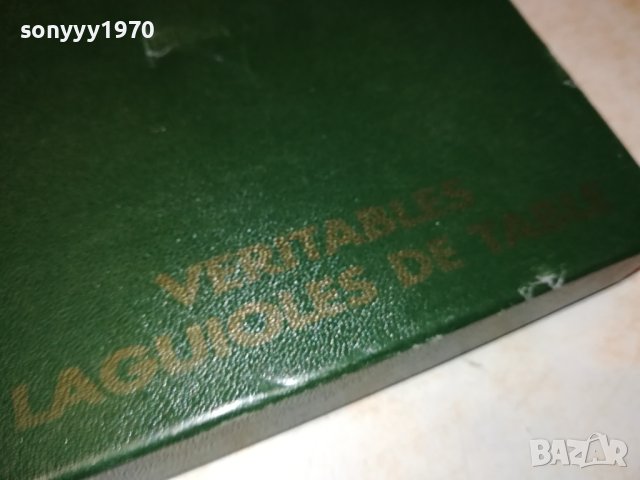 sonyyy1970
VERITABLES
LAGUIOLES DE TABLE
BAZAR